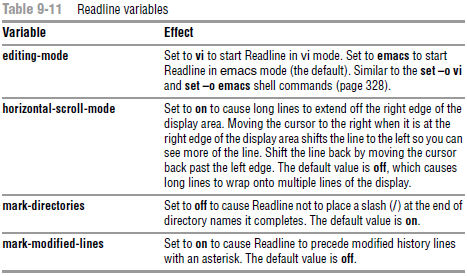 Table 9-11 Readline variables
Variable Effect
editing-mode Set to vi to start Readline in vi mode. Set to emacs to start
Readline in emacs mode (the default). Similar to the set –o vi
and set –o emacs shell commands (page 328).
horizontal-scroll-mode Set to on to cause long lines to extend off the right edge of the
display area. Moving the cursor to the right when it is at the
right edge of the display area shifts the line to the left so you can
see more of the line. Shift the line back by moving the cursor
back past the left edge. The default value is off, which causes
long lines to wrap onto multiple lines of the display.
mark-directories Set to off to cause Readline not to place a slash (/) at the end of
directory names it completes. The default value is on.
mark-modified-lines Set to on to cause Readline to precede modified history lines
with an asterisk. The default value is off.